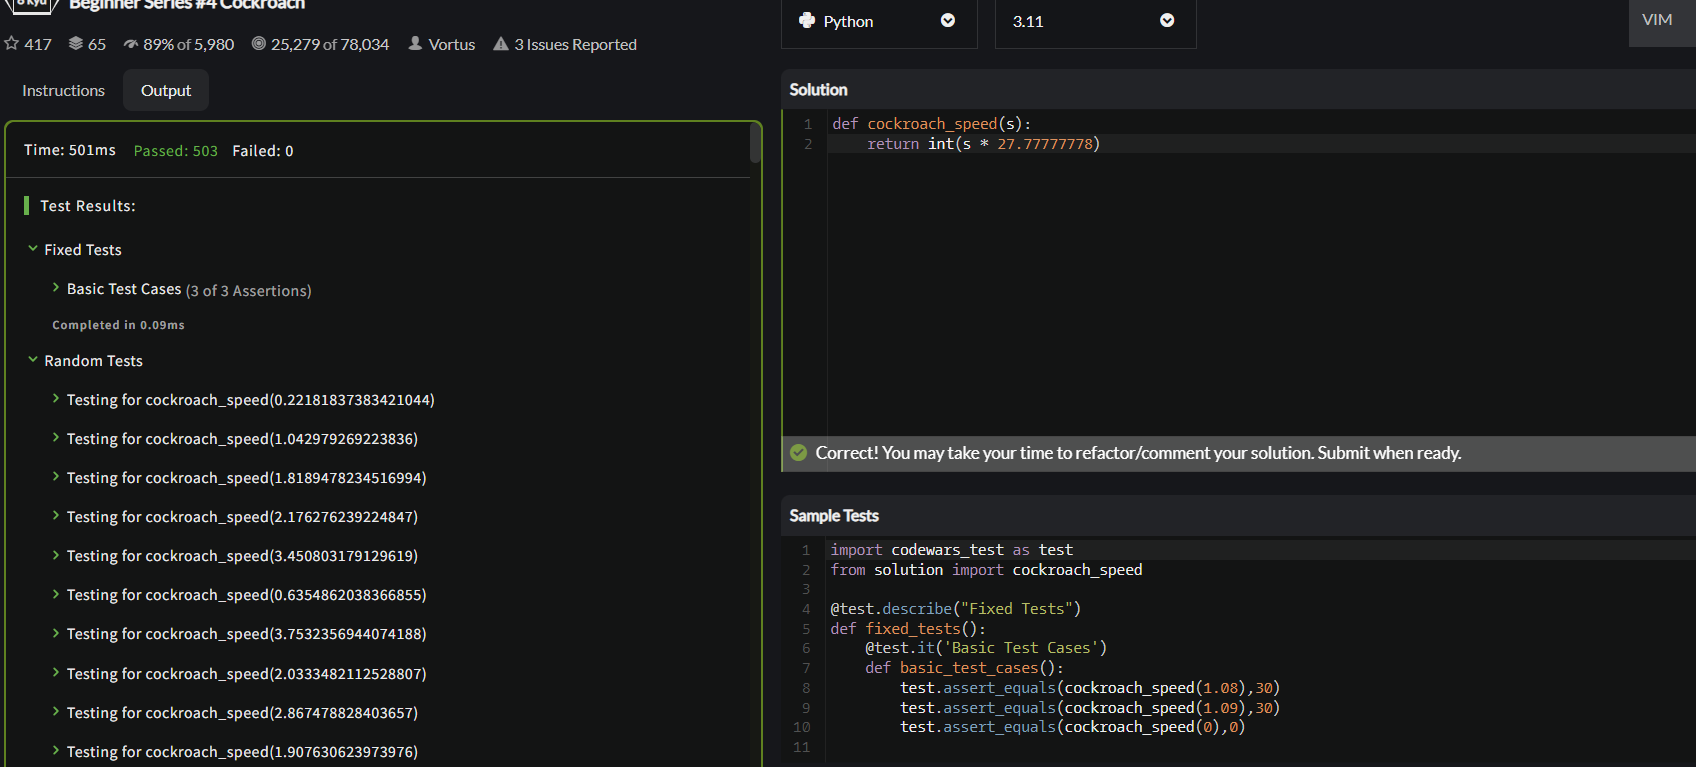 8 kyu Beginner Series #4 Cockroach
417 65 89% of 5,980 25,279 of 78,034 Vortus 3 Issues Reported
Instructions Output
Time: 501ms Passed: 503 Failed: 0
Test Results:
Fixed Tests
Basic Test Cases (3 of 3 Assertions)
Completed in 0.09ms
Random Tests
Testing for cockroach_speed(0.22181837383421044)
Testing for cockroach_speed(1.042979269223836)
Testing for cockroach_speed(1.8189478234516994)
Testing for cockroach_speed(2.176276239224847)
Testing for cockroach_speed(3.450803179129619)
Testing for cockroach_speed(0.6354862038366855)
Testing for cockroach_speed(3.7532356944074188)
Testing for cockroach_speed(2.0333482112528807)
Testing for cockroach_speed(2.867478828403657)
Testing for cockroach_speed(1.907630623973976)
Python 3.11 VIM
Solution
1 def cockroach_speed(s):
2 return int(s * 27.77777778)
Correct! You may take your time to refactor/comment your solution. Submit when ready.
Sample Tests
1 import codewars_test as test
2 from solution import cockroach_speed
3
4 @test.describe("Fixed Tests")
5 def fixed_tests():
6 @test.it('Basic Test Cases')
7 def basic_test_cases():
8 test.assert_equals(cockroach_speed(1.08),30)
9 test.assert_equals(cockroach_speed(1.09),30)
10 test.assert_equals(cockroach_speed(0),0)
11